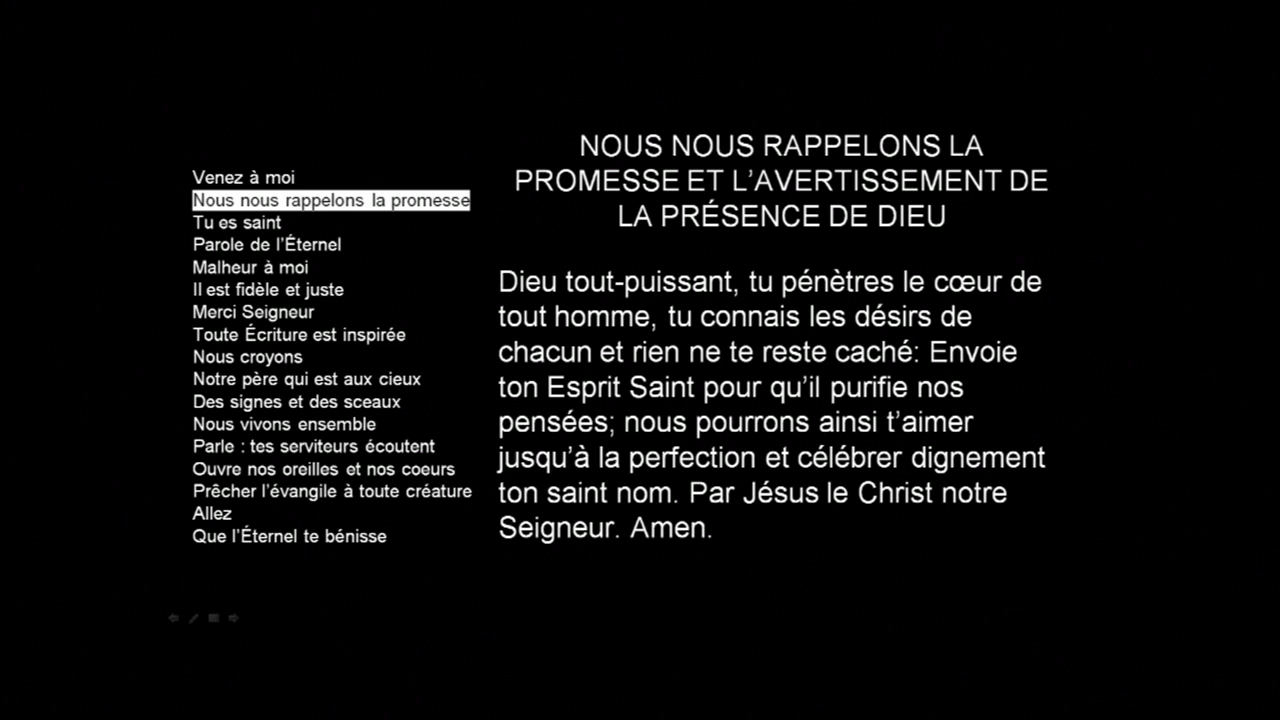 Venez à moi
Nous nous rappelons la promesse
Tu es saint
Parole de l’Éternel
Malheur à moi
Il est fidèle et juste
Merci Seigneur
Toute Écriture est inspirée
Nous croyons
Notre père qui est aux cieux
Des signes et des sceaux
Nous vivons ensemble
Parle : tes serviteurs écoutent
Ouvre nos oreilles et nos coeurs
Prêcher l’évangile à toute créature
Allez
Que l’Éternel te bénisse
NOUS NOUS RAPPELONS LA
PROMESSE ET L’AVERTISSEMENT DE
LA PRÉSENCE DE DIEU
Dieu tout-puissant, tu pénètres le cœur de
tout homme, tu connais les désirs de
chacun et rien ne te reste caché: Envoie
ton Esprit Saint pour qu’il purifie nos
pensées; nous pourrons ainsi t’aimer
jusqu’à la perfection et célébrer dignement
ton saint nom. Par Jésus le Christ notre
Seigneur. Amen.